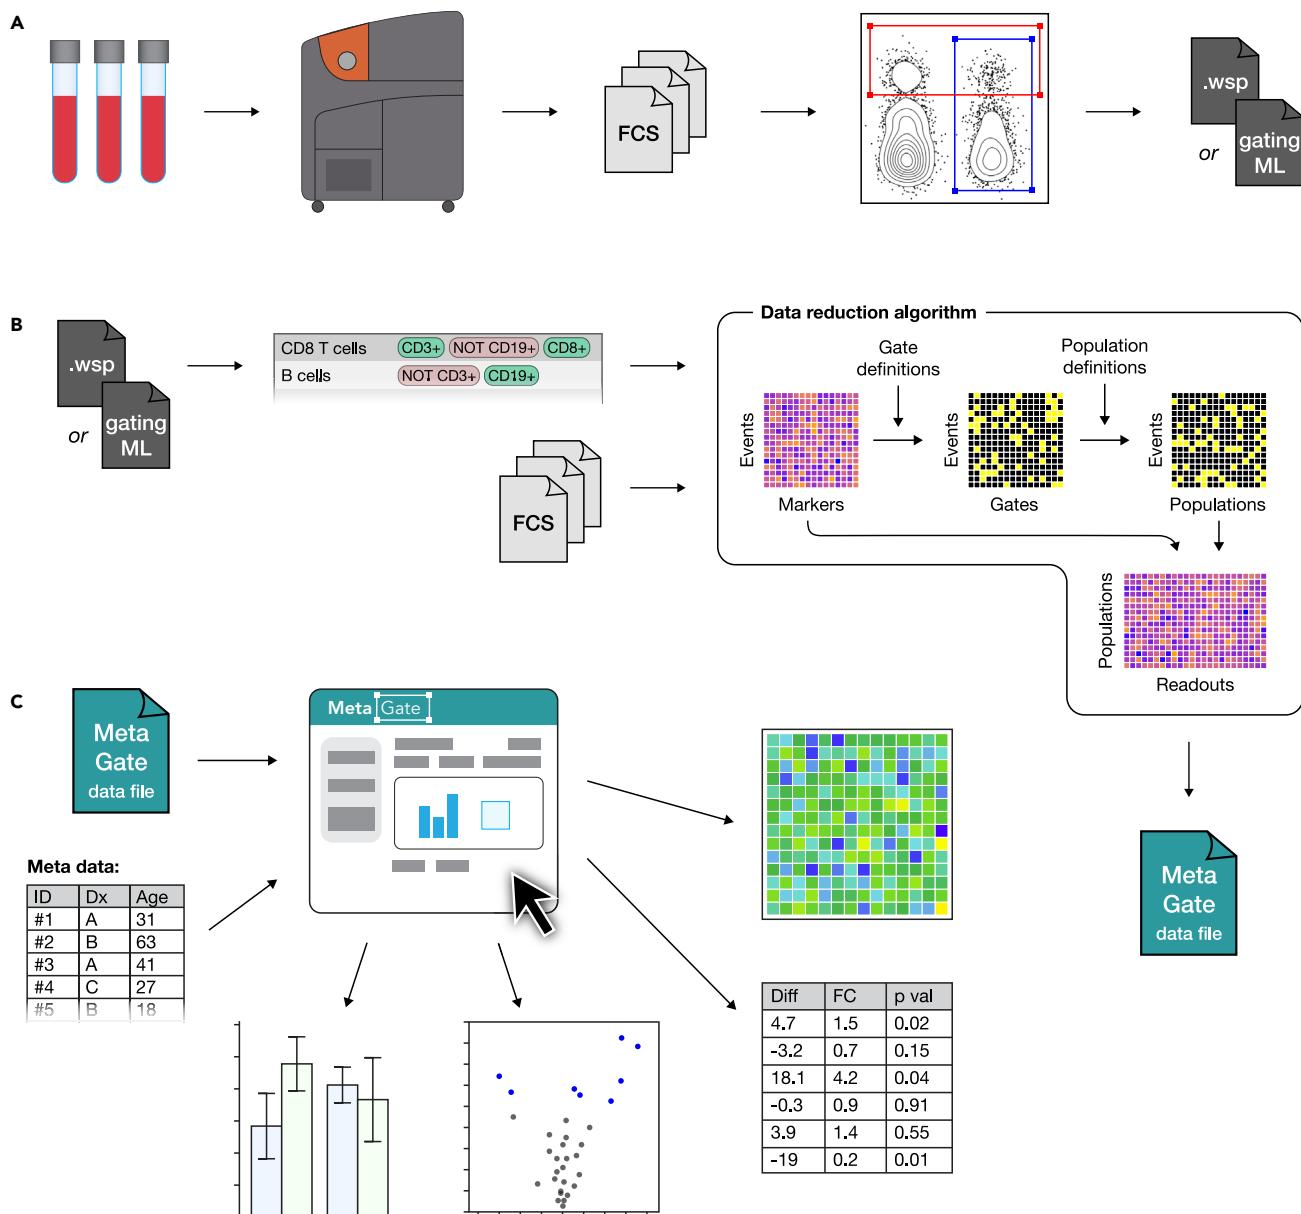 A
FCS
.wsp
or
gating
ML
B
.wsp
or
gating
ML
CD8 T cells CD3+ NOT CD19+ CD8+
B cells NOT CD3+ CD19+
FCS
Data reduction algorithm
Gate
definitions
Population
definitions
Events
Markers
Events
Gates
Events
Populations
Populations
Readouts
Meta
Gate
data file
C
Meta
Gate
data file
Meta data:
ID Dx Age
#1 A 31
#2 B 63
#3 A 41
#4 C 27
#5 B 18
Meta Gate
Diff FC p val
4.7 1.5 0.02
-3.2 0.7 0.15
18.1 4.2 0.04
-0.3 0.9 0.91
3.9 1.4 0.55
-19 0.2 0.01